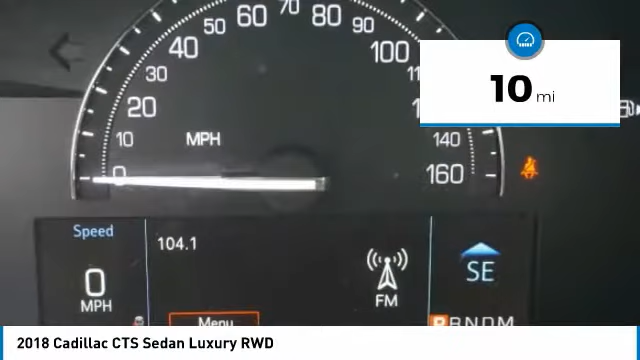 70
60 80
50 90
40 100
30
20
10 mi
10 MPH 140
0 160
Speed 104.1
0 SE
MPH FM
Menu
PRNDM
2018 Cadillac CTS Sedan Luxury RWD